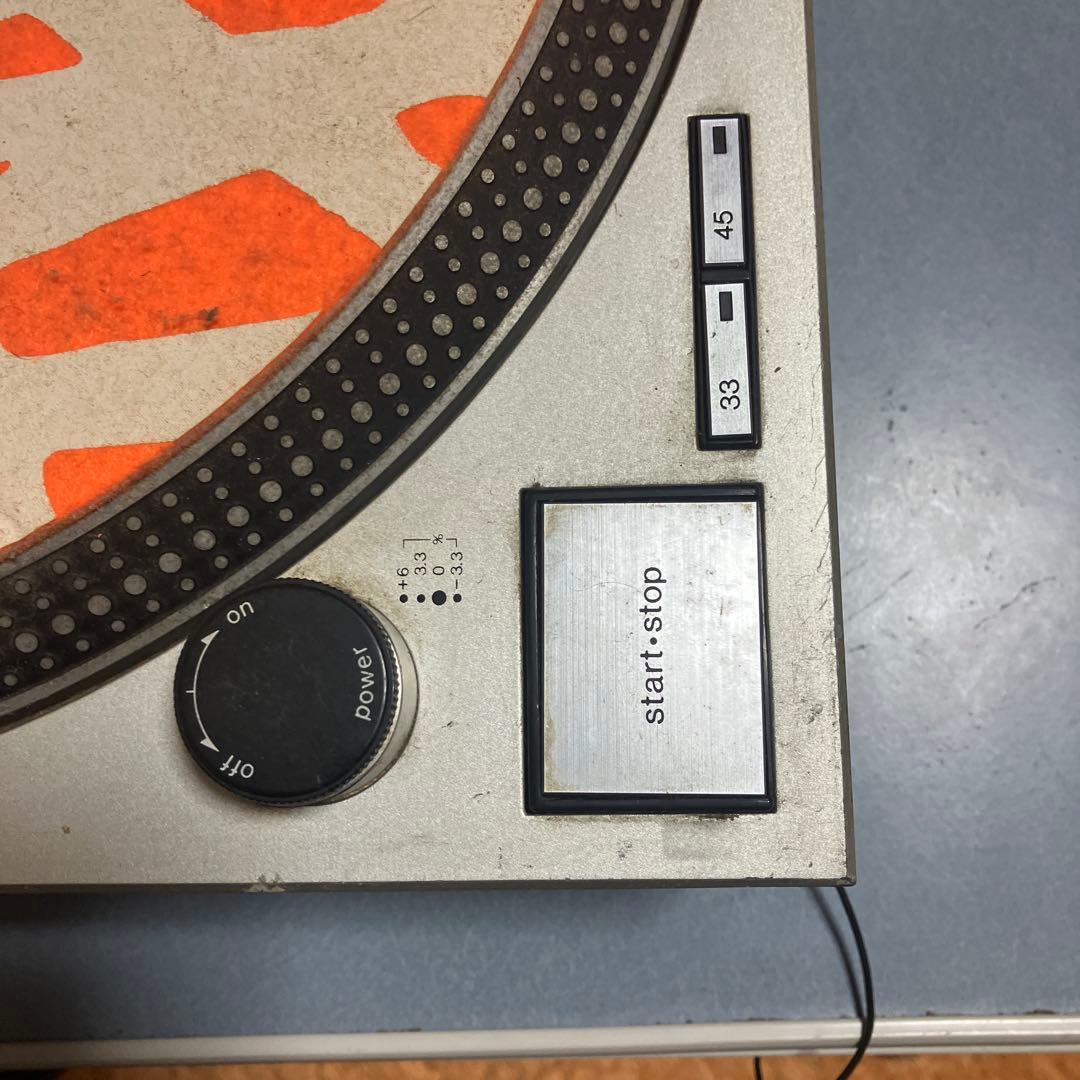 45
33
+6
3.3
0 %
−3.3
start•stop
on
power
off